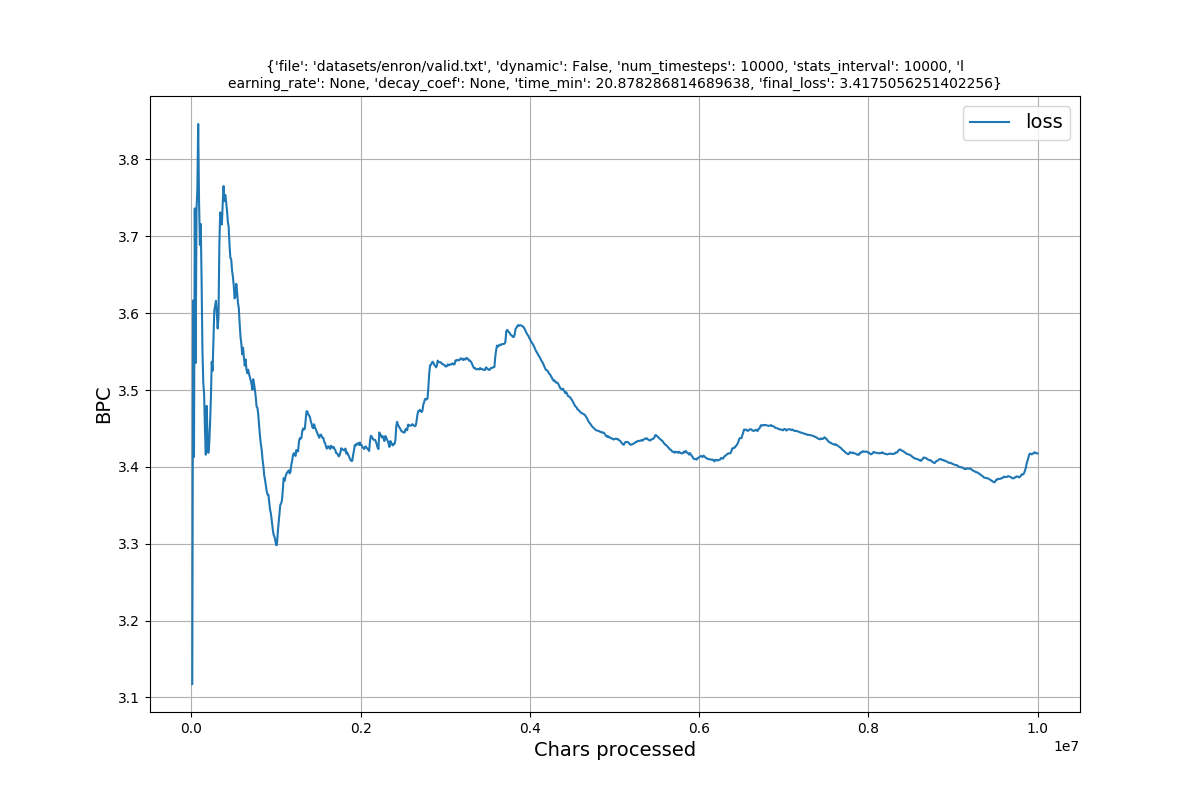 {'file': 'datasets/enron/valid.txt', 'dynamic': False, 'num_timesteps': 10000, 'stats_interval': 10000, 'l
earning_rate': None, 'decay_coef': None, 'time_min': 20.878286814689638, 'final_loss': 3.4175056251402256}
loss
3.8
3.7
3.6
3.5
3.4
3.3
3.2
3.1
BPC
0.0 0.2 0.4 0.6 0.8 1.0
1e7
Chars processed